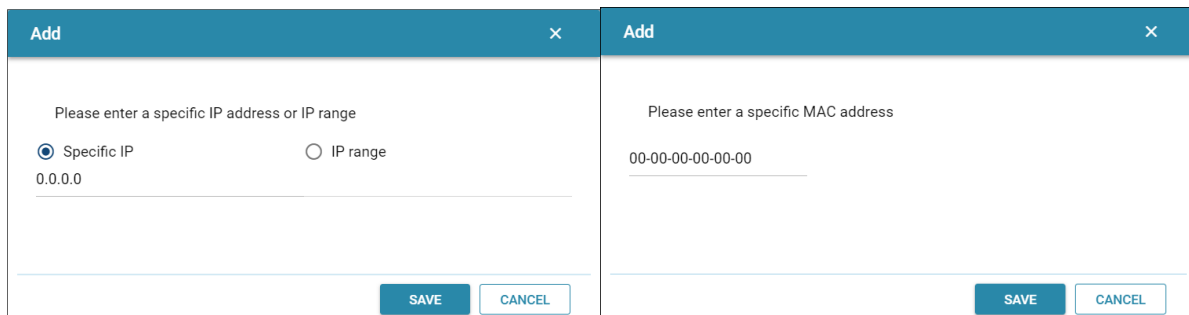 Add ×
Please enter a specific IP address or IP range
Specific IP IP range
0.0.0.0
SAVE CANCEL
Add ×
Please enter a specific MAC address
00-00-00-00-00-00
SAVE CANCEL